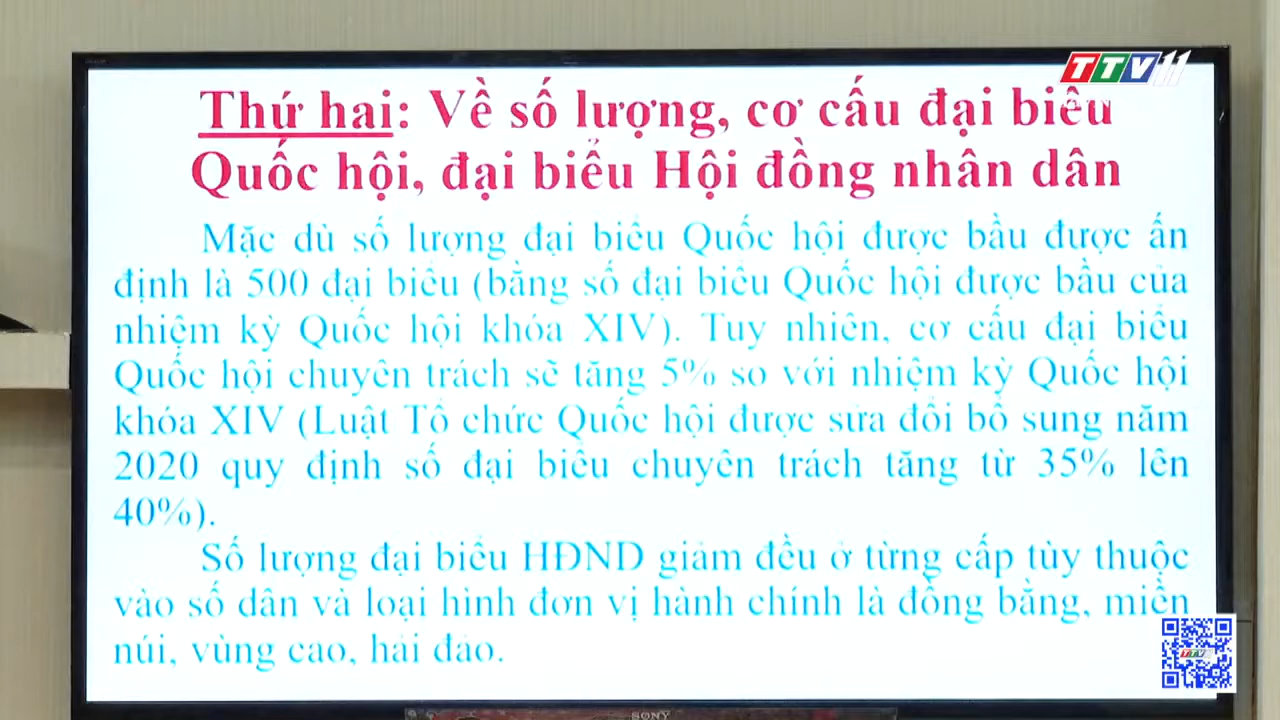 TTV11
Thứ hai: Về số lượng, cơ cấu đại biểu
Quốc hội, đại biểu Hội đồng nhân dân
Mặc dù số lượng đại biểu Quốc hội được bầu được ấn
định là 500 đại biểu (bằng số đại biểu Quốc hội được bầu của
nhiệm kỳ Quốc hội khóa XIV). Tuy nhiên, cơ cấu đại biểu
Quốc hội chuyên trách sẽ tăng 5% so với nhiệm kỳ Quốc hội
khóa XIV (Luật Tổ chức Quốc hội được sửa đổi bổ sung năm
2020 quy định số đại biểu chuyên trách tăng từ 35% lên
40%).
Số lượng đại biểu HĐND giảm đều ở từng cấp tùy thuộc
vào số dân và loại hình đơn vị hành chính là đồng bằng, miền
núi, vùng cao, hải đảo.
TTV
SONY